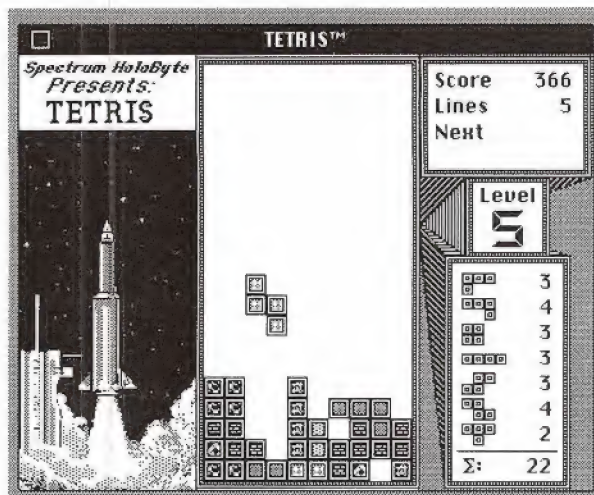 TETRIS™
Spectrum HoloByte
Presents:
TETRIS
Score 366
Lines 5
Next
Level
5
3
4
3
3
3
4
2
Σ: 22